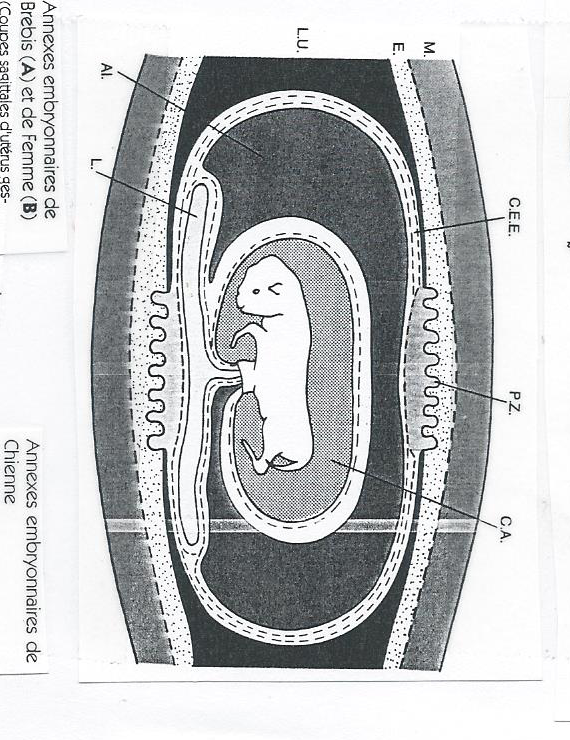 Annexes embryonnaires de
Brebis (A) et de Femme (B)
(Coupes sagittales d'utérus ges-
Annexes embryonnaires de
Chienne
M.
E.
L.U.
Al.
L.
C.E.E.
P.Z.
C.A.